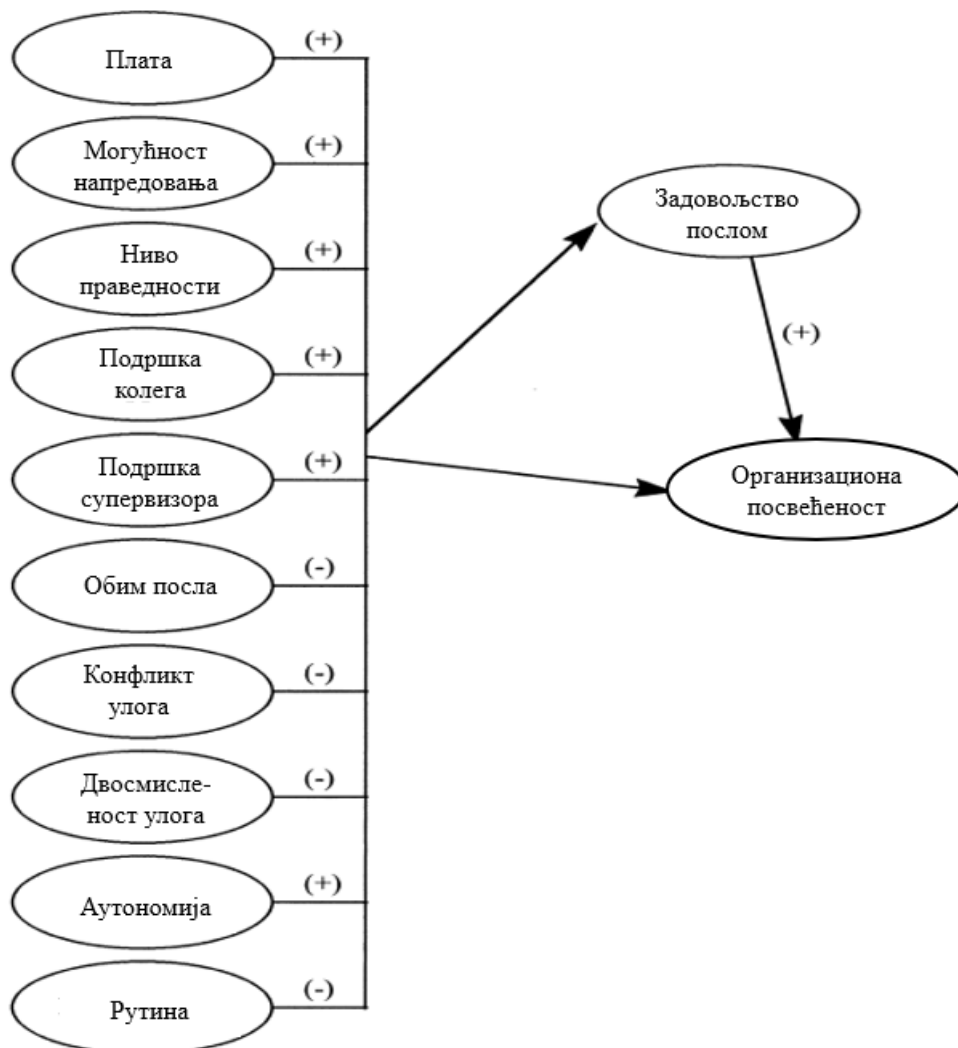 Плата
(+)
Могућност
напредовања
(+)
Ниво
праведности
(+)
Подршка
колега
(+)
Подршка
супервизора
(+)
Обим посла
(-)
Конфликт
улога
(-)
Двосмисле-
ност улога
(-)
Аутономија
(+)
Рутина
(-)
Задовољство
послом
(+)
Организациона
посвећеност